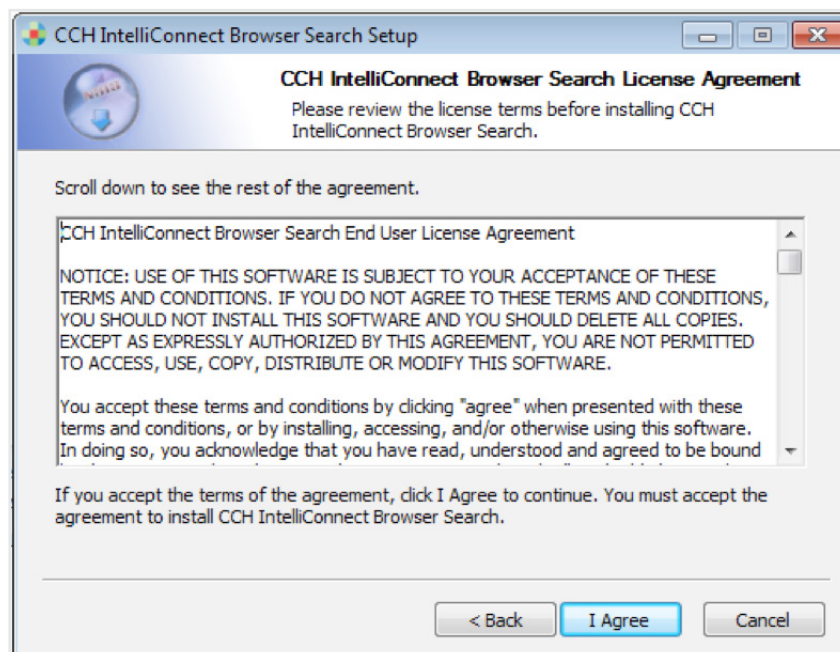 CCH IntelliConnect Browser Search Setup
CCH IntelliConnect Browser Search License Agreement
Please review the license terms before installing CCH
IntelliConnect Browser Search.
Scroll down to see the rest of the agreement.
CCH IntelliConnect Browser Search End User License Agreement
NOTICE: USE OF THIS SOFTWARE IS SUBJECT TO YOUR ACCEPTANCE OF THESE
TERMS AND CONDITIONS. IF YOU DO NOT AGREE TO THESE TERMS AND CONDITIONS,
YOU SHOULD NOT INSTALL THIS SOFTWARE AND YOU SHOULD DELETE ALL COPIES.
EXCEPT AS EXPRESSLY AUTHORIZED BY THIS AGREEMENT, YOU ARE NOT PERMITTED
TO ACCESS, USE, COPY, DISTRIBUTE OR MODIFY THIS SOFTWARE.
You accept these terms and conditions by clicking "agree" when presented with these
terms and conditions, or by installing, accessing, and/or otherwise using this software.
In doing so, you acknowledge that you have read, understood and agreed to be bound
If you accept the terms of the agreement, click I Agree to continue. You must accept the
agreement to install CCH IntelliConnect Browser Search.
< Back
I Agree
Cancel